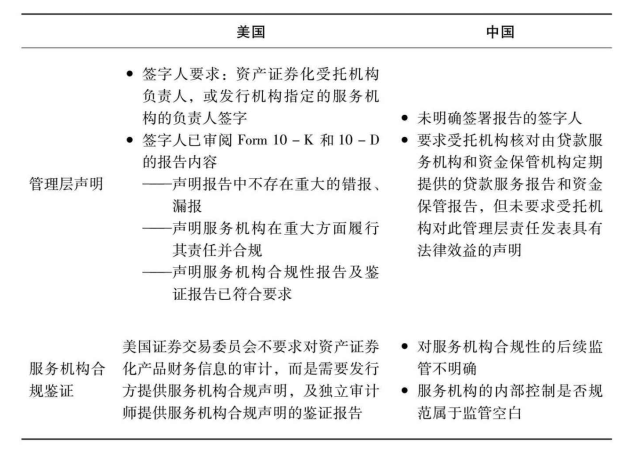 美国 中国
管理层声明
• 签字人要求：资产证券化受托机构
负责人，或发行机构指定的服务机
构的负责人签字
• 签字人已审阅 Form 10－K 和 10－D
的报告内容
——声明报告中不存在重大的错报、
漏报
——声明服务机构在重大方面履行
其责任并合规
——声明服务机构合规性报告及鉴
证报告已符合要求
• 未明确签署报告的签字人
• 要求受托机构核对由贷款服
务机构和资金保管机构定期
提供的贷款服务报告和资金
保管报告，但未要求受托机
构对此管理层责任发表具有
法律效益的声明
服务机构合
规鉴证
美国证券交易委员会不要求对资产证券
化产品财务信息的审计，而是需要发行
方提供服务机构合规声明，及独立审计
师提供服务机构合规声明的鉴证报告
• 对服务机构合规性的后续监
管不明确
• 服务机构的内部控制是否规
范属于监管空白